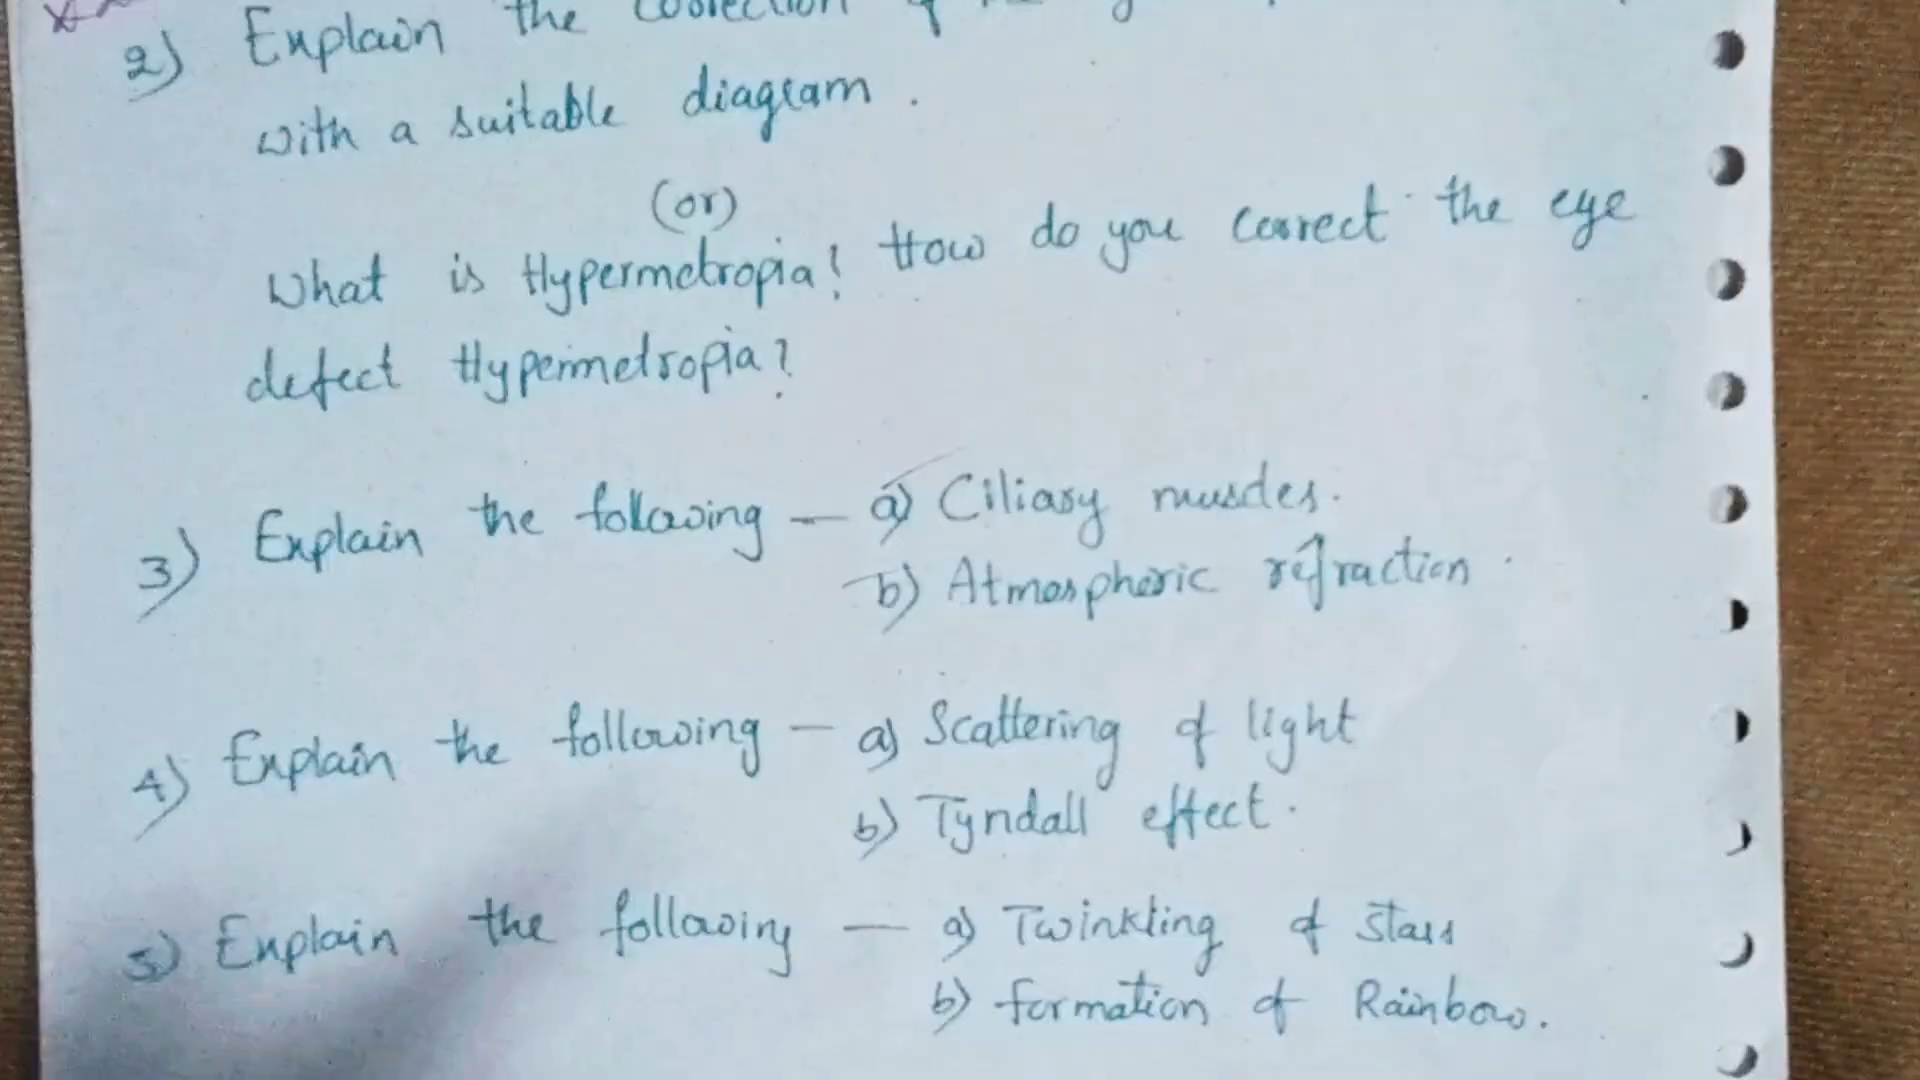 2) Explain the correction of
with a suitable diagram.
(or)
What is Hypermetropia? How do you correct the eye
defect Hypermetropia?
3) Explain the following — a) Ciliary muscles.
b) Atmospheric refraction.
4) Explain the following — a) Scattering of light
b) Tyndall effect.
5) Explain the following — a) Twinkling of stars
b) formation of Rainbow.